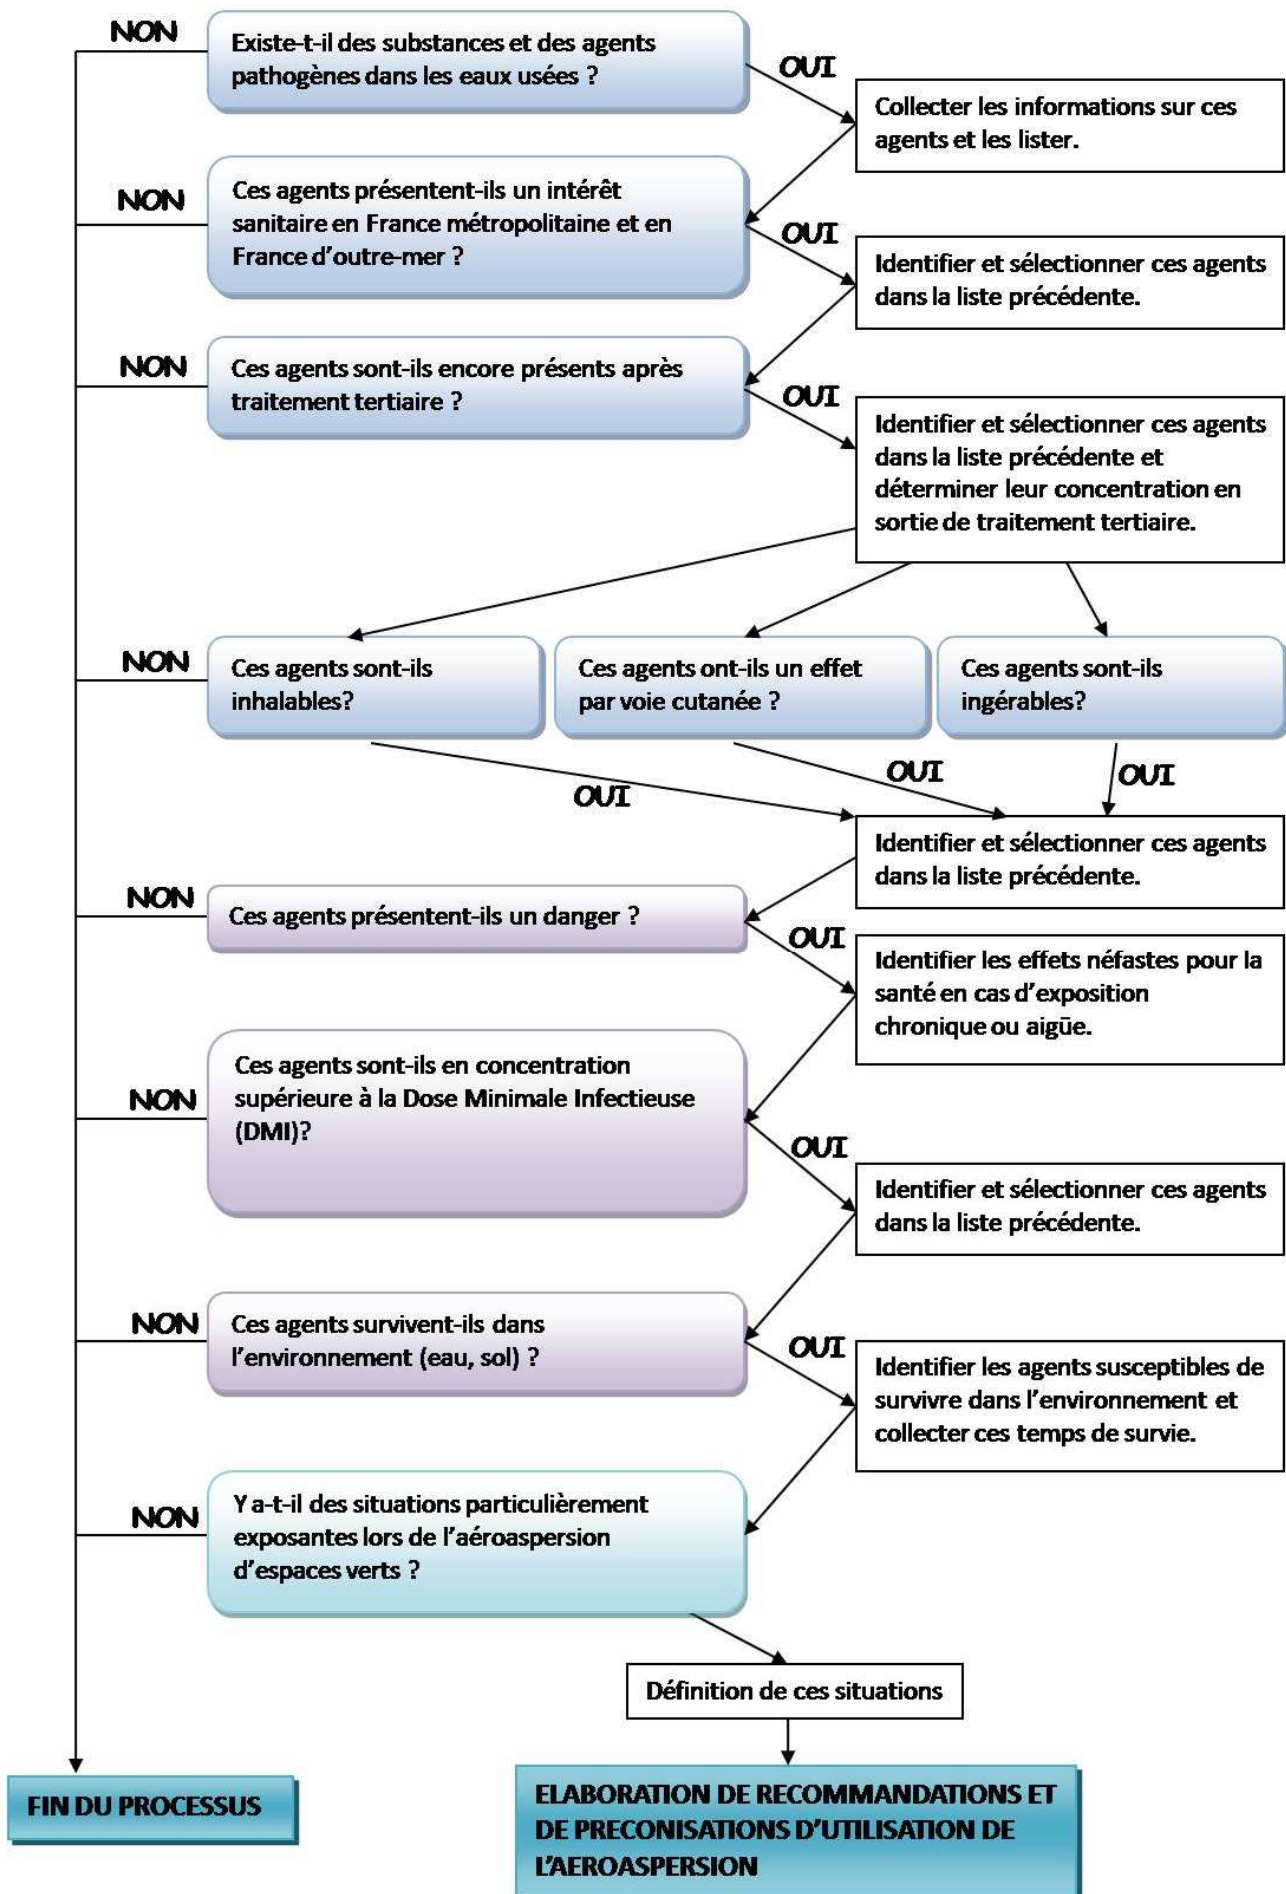 NON
Existe-t-il des substances et des agents
pathogènes dans les eaux usées ?
OUI
Collecter les informations sur ces
agents et les lister.
NON
Ces agents présentent-ils un intérêt
sanitaire en France métropolitaine et en
France d'outre-mer ?
OUI
Identifier et sélectionner ces agents
dans la liste précédente.
NON
Ces agents sont-ils encore présents après
traitement tertiaire ?
OUI
Identifier et sélectionner ces agents
dans la liste précédente et
déterminer leur concentration en
sortie de traitement tertiaire.
NON
Ces agents sont-ils
inhalables?
Ces agents ont-ils un effet
par voie cutanée ?
Ces agents sont-ils
ingérables?
OUI
OUI
OUI
Identifier et sélectionner ces agents
dans la liste précédente.
NON
Ces agents présentent-ils un danger ?
OUI
Identifier les effets néfastes pour la
santé en cas d'exposition
chronique ou aigüe.
NON
Ces agents sont-ils en concentration
supérieure à la Dose Minimale Infectieuse
(DMI)?
OUI
Identifier et sélectionner ces agents
dans la liste précédente.
NON
Ces agents survivent-ils dans
l'environnement (eau, sol) ?
OUI
Identifier les agents susceptibles de
survivre dans l'environnement et
collecter ces temps de survie.
NON
Y a-t-il des situations particulièrement
exposantes lors de l'aéroaspersion
d'espaces verts ?
Définition de ces situations
FIN DU PROCESSUS
ELABORATION DE RECOMMANDATIONS ET
DE PRECONISATIONS D'UTILISATION DE
L'AEROASPERSION